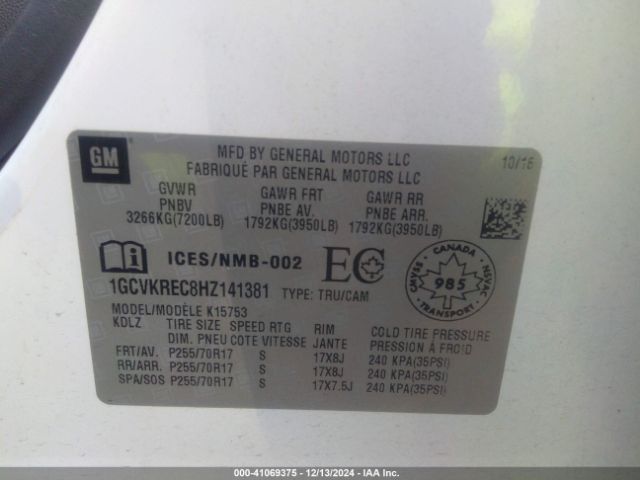 GM
MFD BY GENERAL MOTORS LLC
FABRIQUÉ PAR GENERAL MOTORS LLC
10/16
GVWR GAWR FRT GAWR RR
PNBV PNBE AV. PNBE ARR.
3266KG(7200LB) 1792KG(3950LB) 1792KG(3950LB)
ICES/NMB-002
EC
CANADA
CMVSS NSVAC
985
TRANSPORT
1GCVKREC8HZ141381 TYPE: TRU/CAM
MODEL/MODÈLE K15753
KDLZ TIRE SIZE SPEED RTG RIM COLD TIRE PRESSURE
DIM. PNEU COTE VITESSE JANTE PRESSION À FROID
FRT/AV. P255/70R17 S 17X8J 240 KPA(35PSI)
RR/ARR. P255/70R17 S 17X8J 240 KPA(35PSI)
SPA/SOS P255/70R17 S 17X7.5J 240 KPA(35PSI)
000-41069375 - 12/13/2024 - IAA Inc.